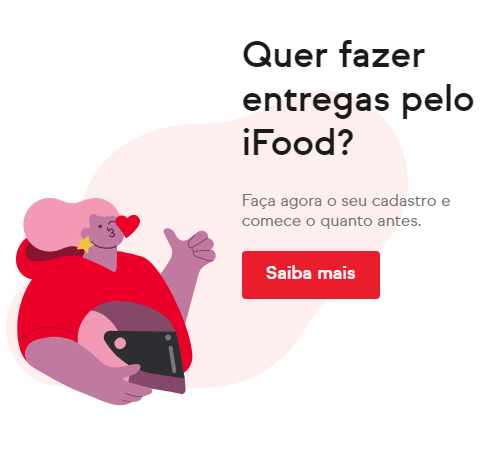 Quer fazer
entregas pelo
iFood?
Faça agora o seu cadastro e
comece o quanto antes.
Saiba mais